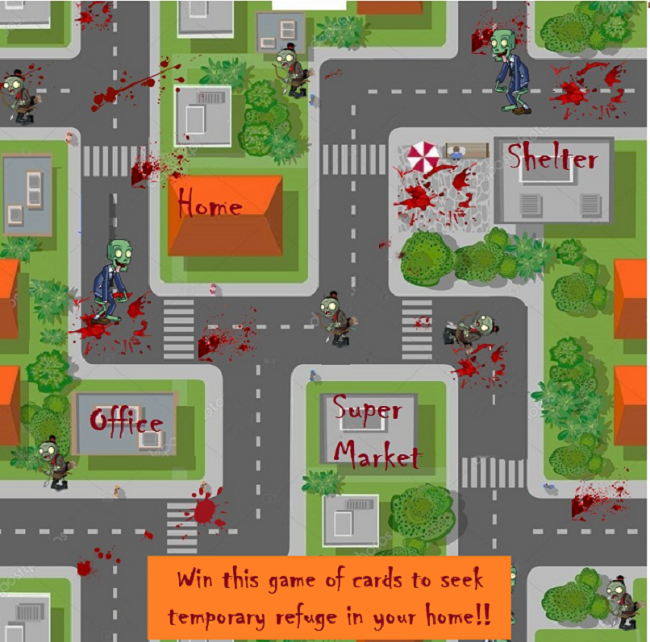 Shelter
Home
Office
Super
Market
Win this game of cards to seek
temporary refuge in your home!!